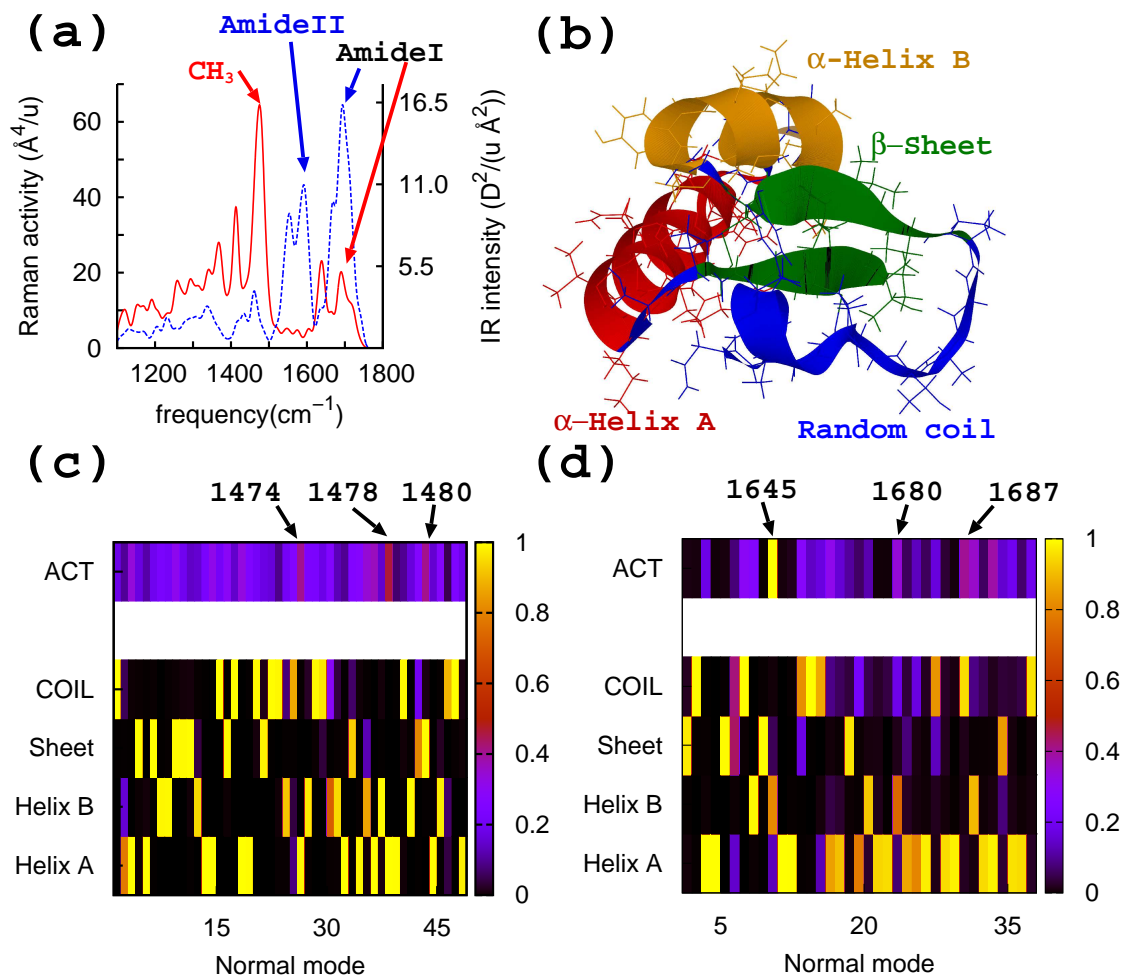 (a)
AmideII
AmideI
CH₃
Raman activity (Å⁴/u)
60
40
20
0
16.5
11.0
5.5
IR intensity (D²/(u Å²)
1200 1400 1600 1800
frequency(cm⁻¹)
(b)
α-Helix B
β−Sheet
α−Helix A
Random coil
(c)
1474 1478 1480
ACT
COIL
Sheet
Helix B
Helix A
15 30 45
Normal mode
1
0.8
0.6
0.4
0.2
0
(d)
1645 1680 1687
ACT
COIL
Sheet
Helix B
Helix A
5 20 35
Normal mode
1
0.8
0.6
0.4
0.2
0